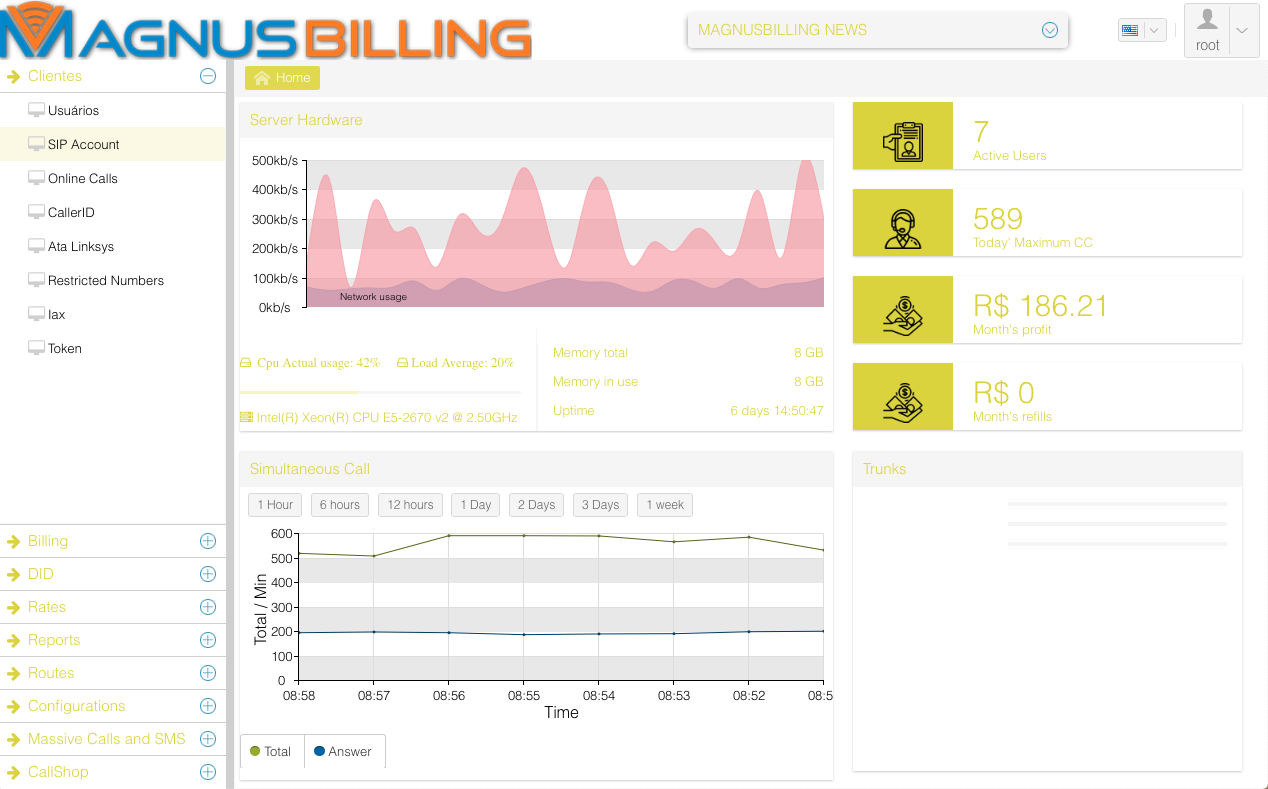 MAGNUSBILLING
MAGNUSBILLING NEWS
root
Clientes
Usuários
SIP Account
Online Calls
CallerID
Ata Linksys
Restricted Numbers
Iax
Token
Billing
DID
Rates
Reports
Routes
Configurations
Massive Calls and SMS
CallShop
Home
Server Hardware
500kb/s
400kb/s
300kb/s
200kb/s
100kb/s
0kb/s
Network usage
Cpu Actual usage: 42%
Load Average: 20%
Intel(R) Xeon(R) CPU E5-2670 v2 @ 2.50GHz
Memory total 8 GB
Memory in use 8 GB
Uptime 6 days 14:50:47
7
Active Users
589
Today' Maximum CC
R$ 186.21
Month's profit
R$ 0
Month's refills
Simultaneous Call
1 Hour 6 hours 12 hours 1 Day 2 Days 3 Days 1 week
Total / Min
600
500
400
300
200
100
0
08:58 08:57 08:56 08:55 08:54 08:53 08:52 08:5
Time
Total Answer
Trunks